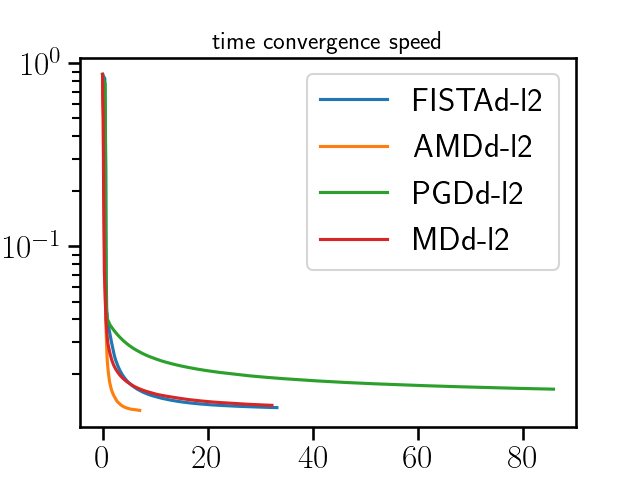 time convergence speed
10^0
10^{-1}
FISTAd-l2
AMDd-l2
PGDd-l2
MDd-l2
0 20 40 60 80